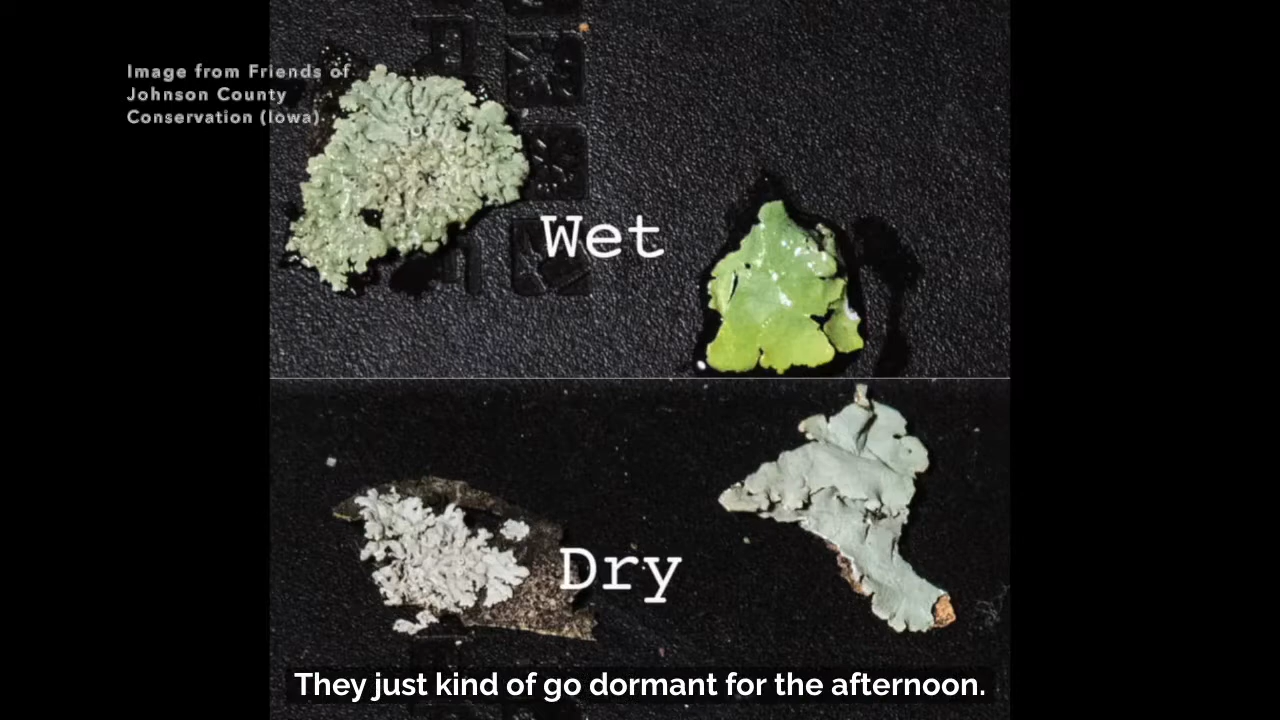 Image from Friends of
Johnson County
Conservation (Iowa)
Wet
Dry
They just kind of go dormant for the afternoon.